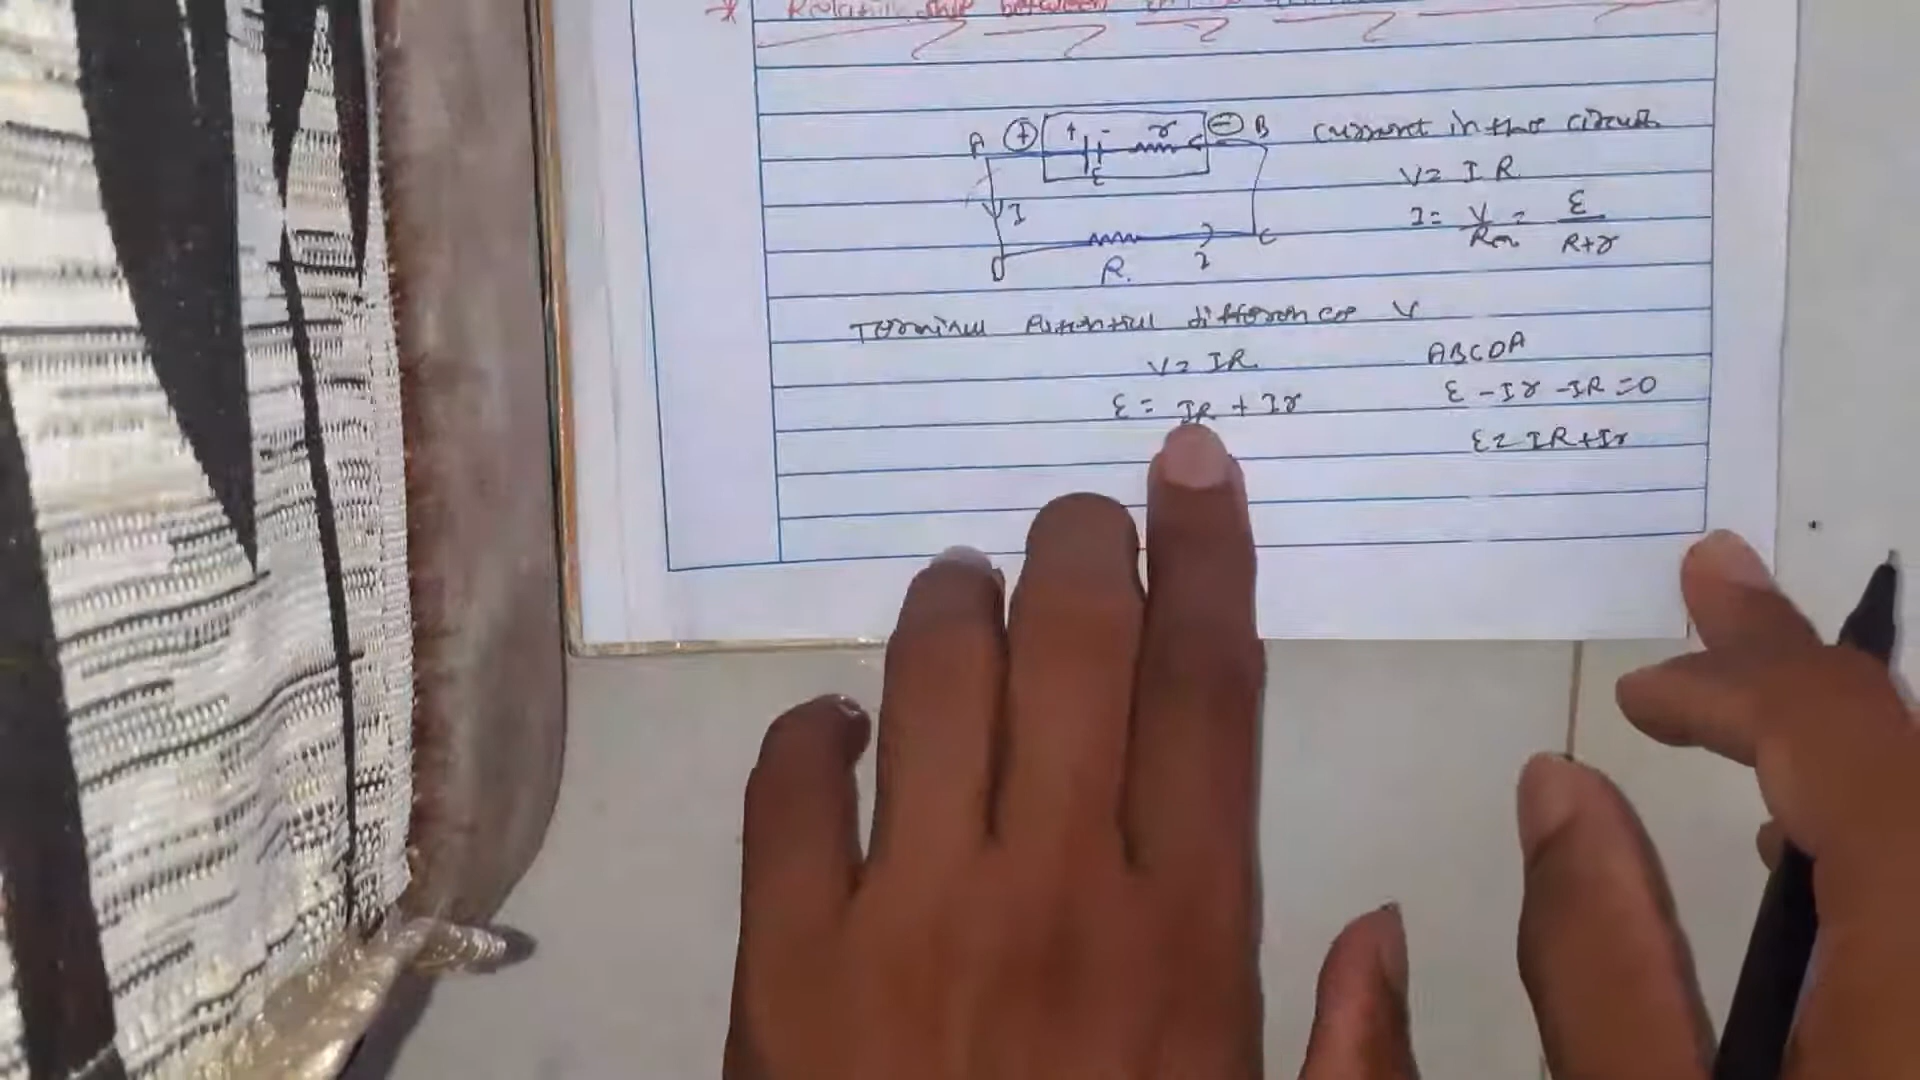 * Relationship between
A + + - r - B current in the circuit
ε
V = IR
I
I = V/Rm = ε/R+r
D C
R. I
Terminal Potential difference V
V = IR
ABCDA
ε = IR + Ir
ε - Ir - IR = 0
ε = IR + Ir